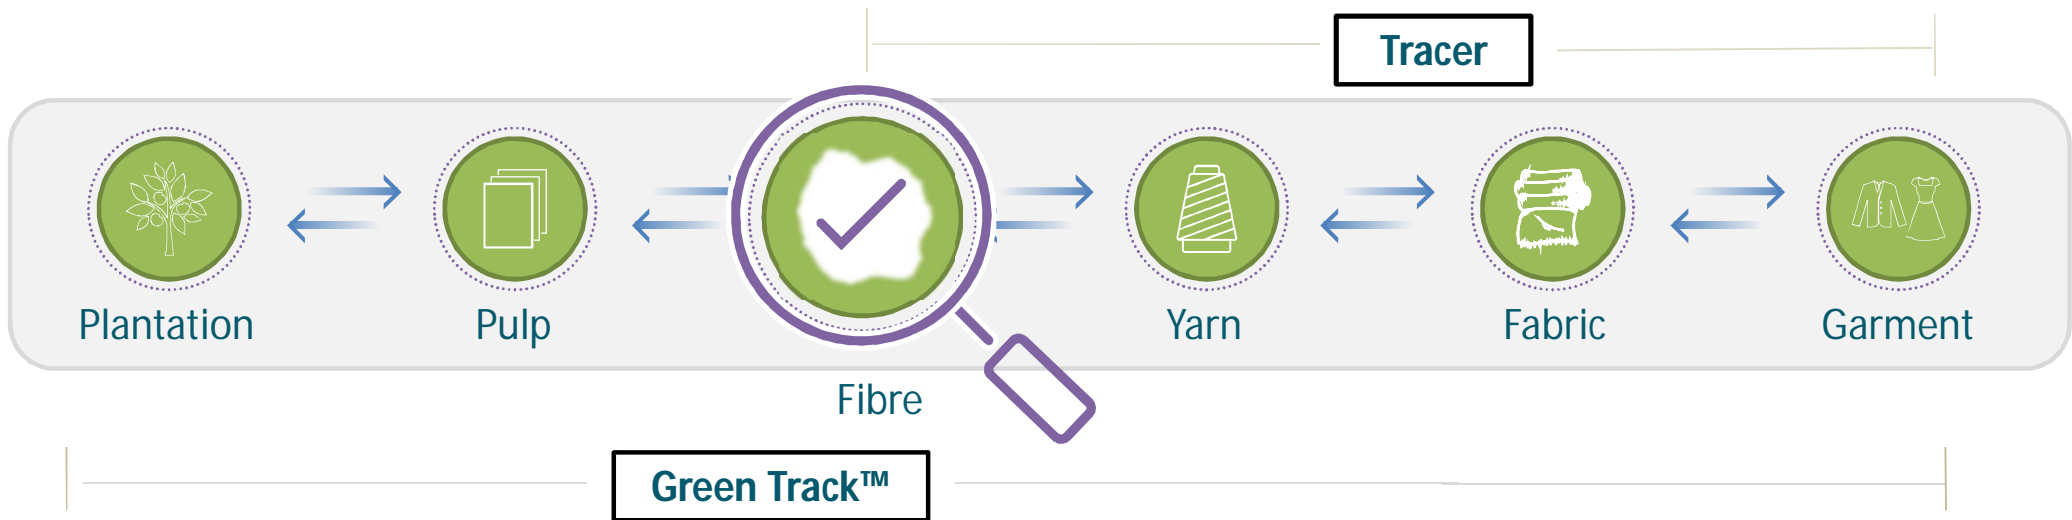 Tracer
Plantation
Pulp
Fibre
Yarn
Fabric
Garment
Green Track™